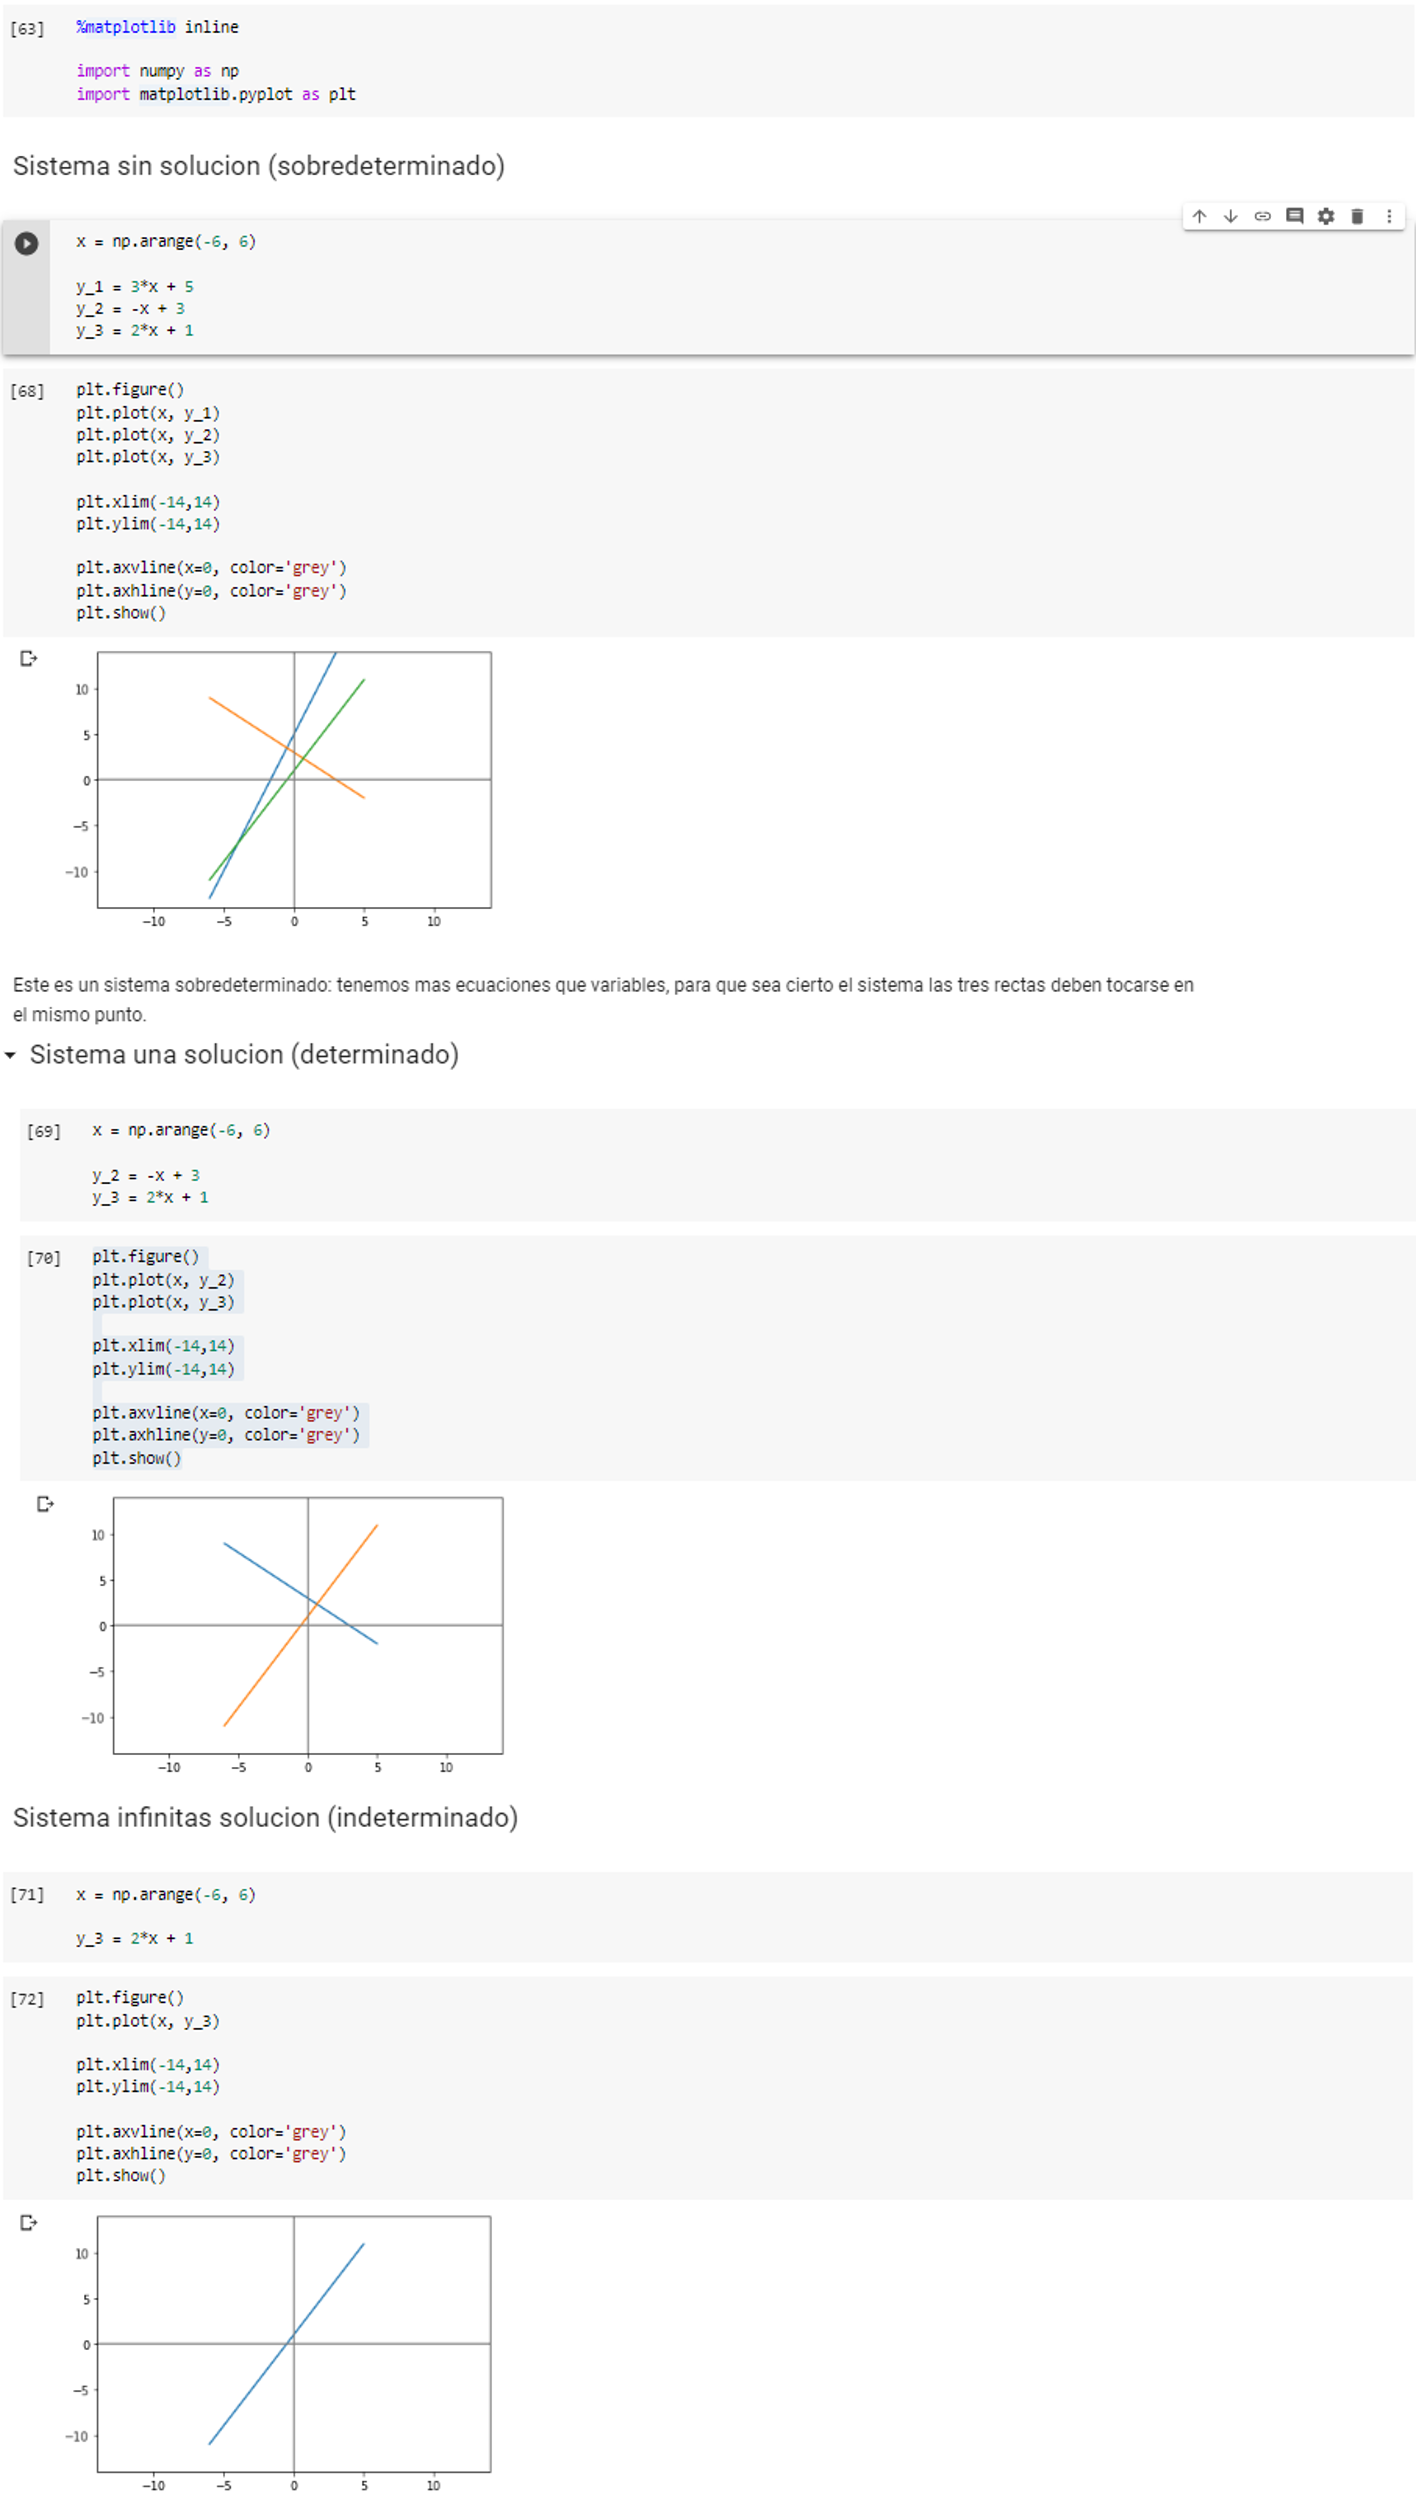 [63] %matplotlib inline
import numpy as np
import matplotlib.pyplot as plt
Sistema sin solucion (sobredeterminado)
x = np.arange(-6, 6)
y_1 = 3*x + 5
y_2 = -x + 3
y_3 = 2*x + 1
[68] plt.figure()
plt.plot(x, y_1)
plt.plot(x, y_2)
plt.plot(x, y_3)
plt.xlim(-14,14)
plt.ylim(-14,14)
plt.axvline(x=0, color='grey')
plt.axhline(y=0, color='grey')
plt.show()
10
5
0
−5
−10
−10 −5 0 5 10
Este es un sistema sobredeterminado: tenemos mas ecuaciones que variables, para que sea cierto el sistema las tres rectas deben tocarse en
el mismo punto.
Sistema una solucion (determinado)
[69] x = np.arange(-6, 6)
y_2 = -x + 3
y_3 = 2*x + 1
[70] plt.figure()
plt.plot(x, y_2)
plt.plot(x, y_3)
plt.xlim(-14,14)
plt.ylim(-14,14)
plt.axvline(x=0, color='grey')
plt.axhline(y=0, color='grey')
plt.show()
10
5
0
−5
−10
−10 −5 0 5 10
Sistema infinitas solucion (indeterminado)
[71] x = np.arange(-6, 6)
y_3 = 2*x + 1
[72] plt.figure()
plt.plot(x, y_3)
plt.xlim(-14,14)
plt.ylim(-14,14)
plt.axvline(x=0, color='grey')
plt.axhline(y=0, color='grey')
plt.show()
10
5
0
−5
−10
−10 −5 0 5 10